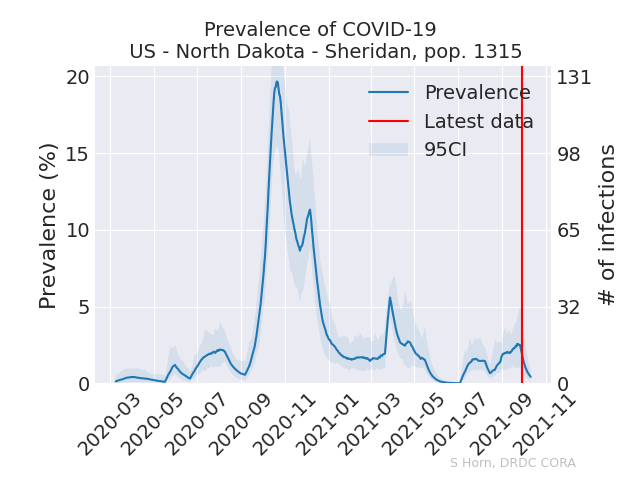 Prevalence of COVID-19
US - North Dakota - Sheridan, pop. 1315
Prevalence (%)
20
15
10
5
0
131
98
65
32
0
# of infections
Prevalence
Latest data
95CI
2020-03
2020-05
2020-07
2020-09
2020-11
2021-01
2021-03
2021-05
2021-07
2021-09
2021-11
S Horn, DRDC CORA